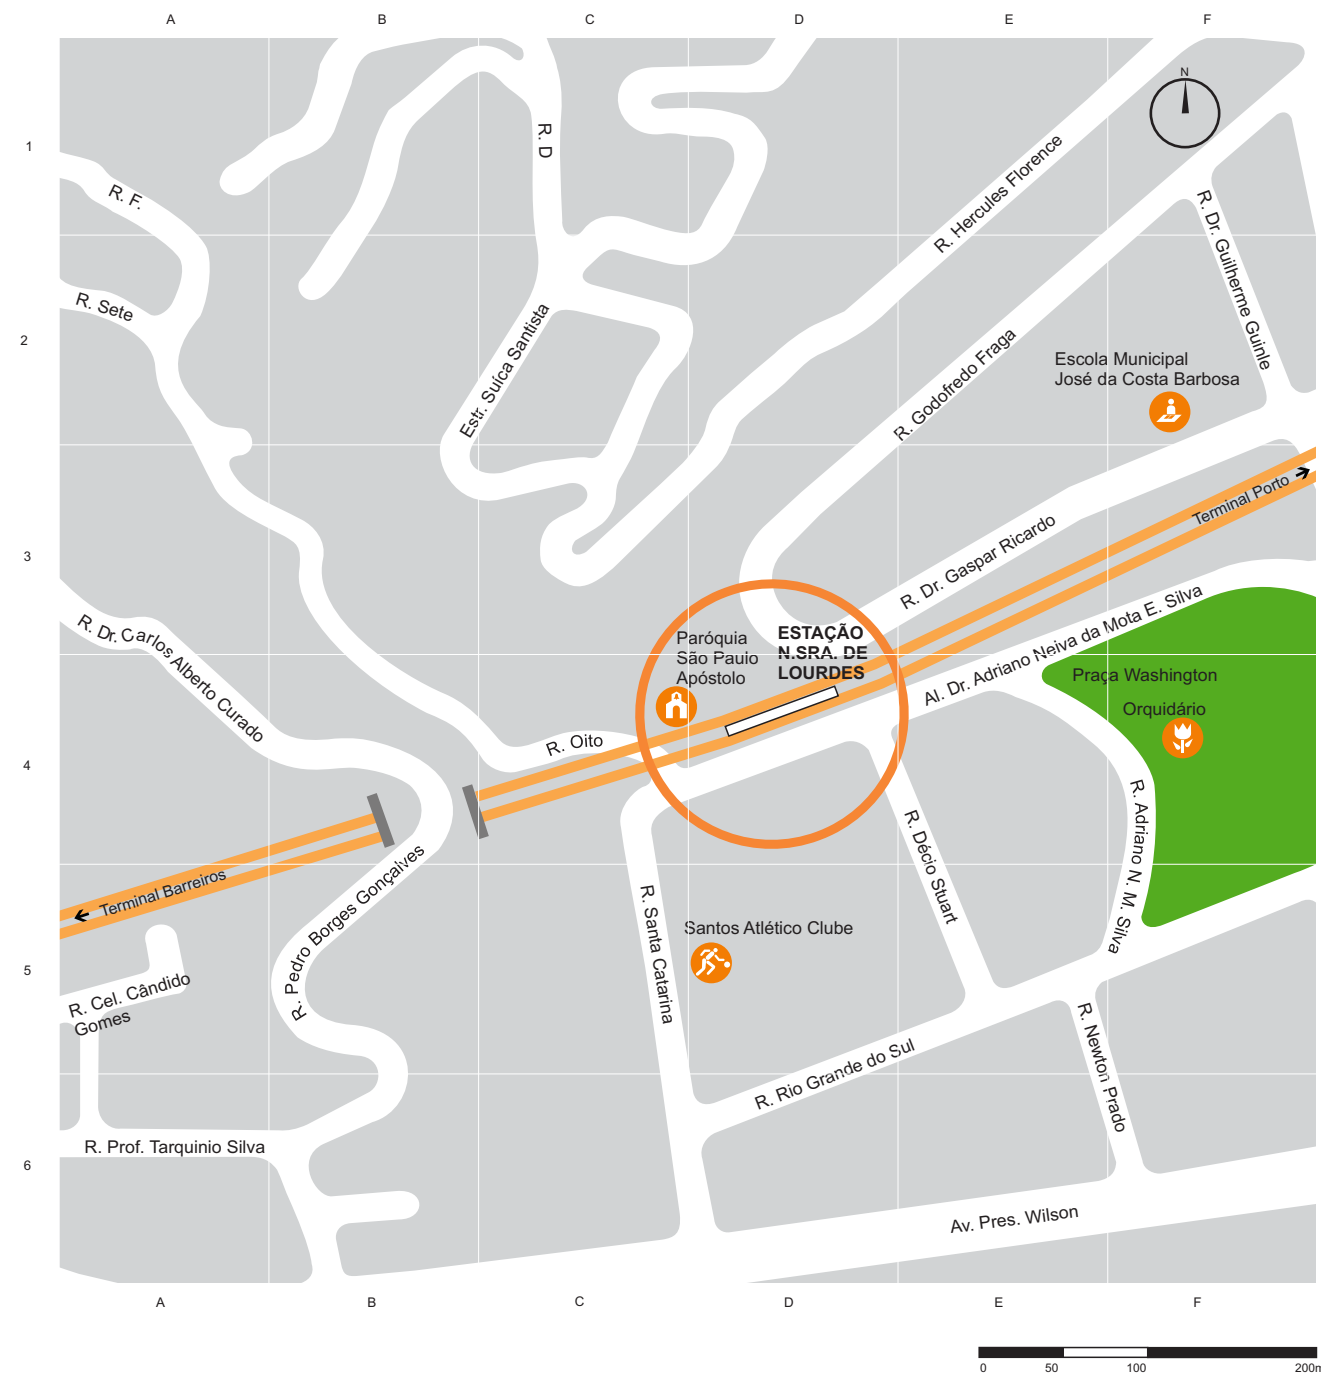 A B C D E F
N
1
R. D
R. Hercules Florence
R. F.
R. Dr. Guilherme Guinle
R. Sete
2
Estr. Suíca Santista
R. Godofredo Fraga
Escola Municipal
José da Costa Barbosa
Terminal Porto
3
R. Dr. Gaspar Ricardo
R. Dr. Carlos Alberto Curado
Paróquia
São Paulo
Apóstolo
ESTAÇÃO
N.SRA. DE
LOURDES
Al. Dr. Adriano Neiva da Mota E. Silva
Praça Washington
Orquidário
R. Oito
4
R. Adriano N. M. Silva
R. Décio Stuart
Terminal Barreiros
R. Pedro Borges Gonçalves
R. Santa Catarina
Santos Atlético Clube
5
R. Cel. Cândido
Gomes
R. Newton Prado
R. Rio Grande do Sul
R. Prof. Tarquinio Silva
6
Av. Pres. Wilson
A B C D E F
0 50 100 200m